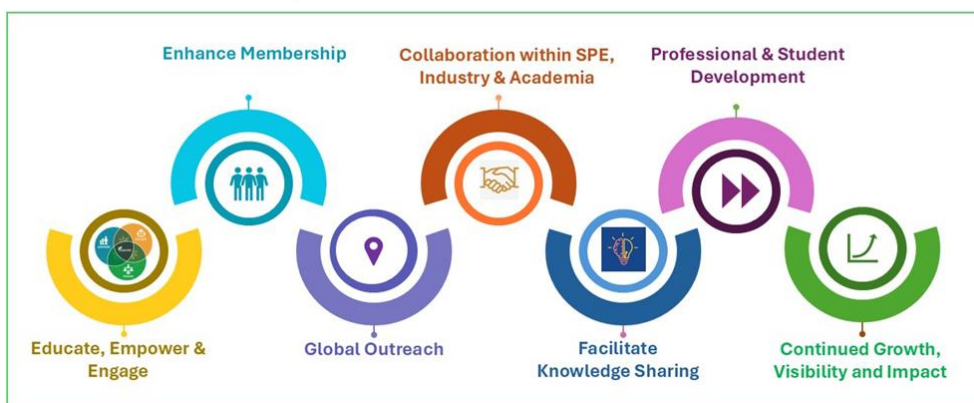 Enhance Membership
Collaboration within SPE,
Industry & Academia
Professional & Student
Development
Educate, Empower &
Engage
Global Outreach
Facilitate
Knowledge Sharing
Continued Growth,
Visibility and Impact